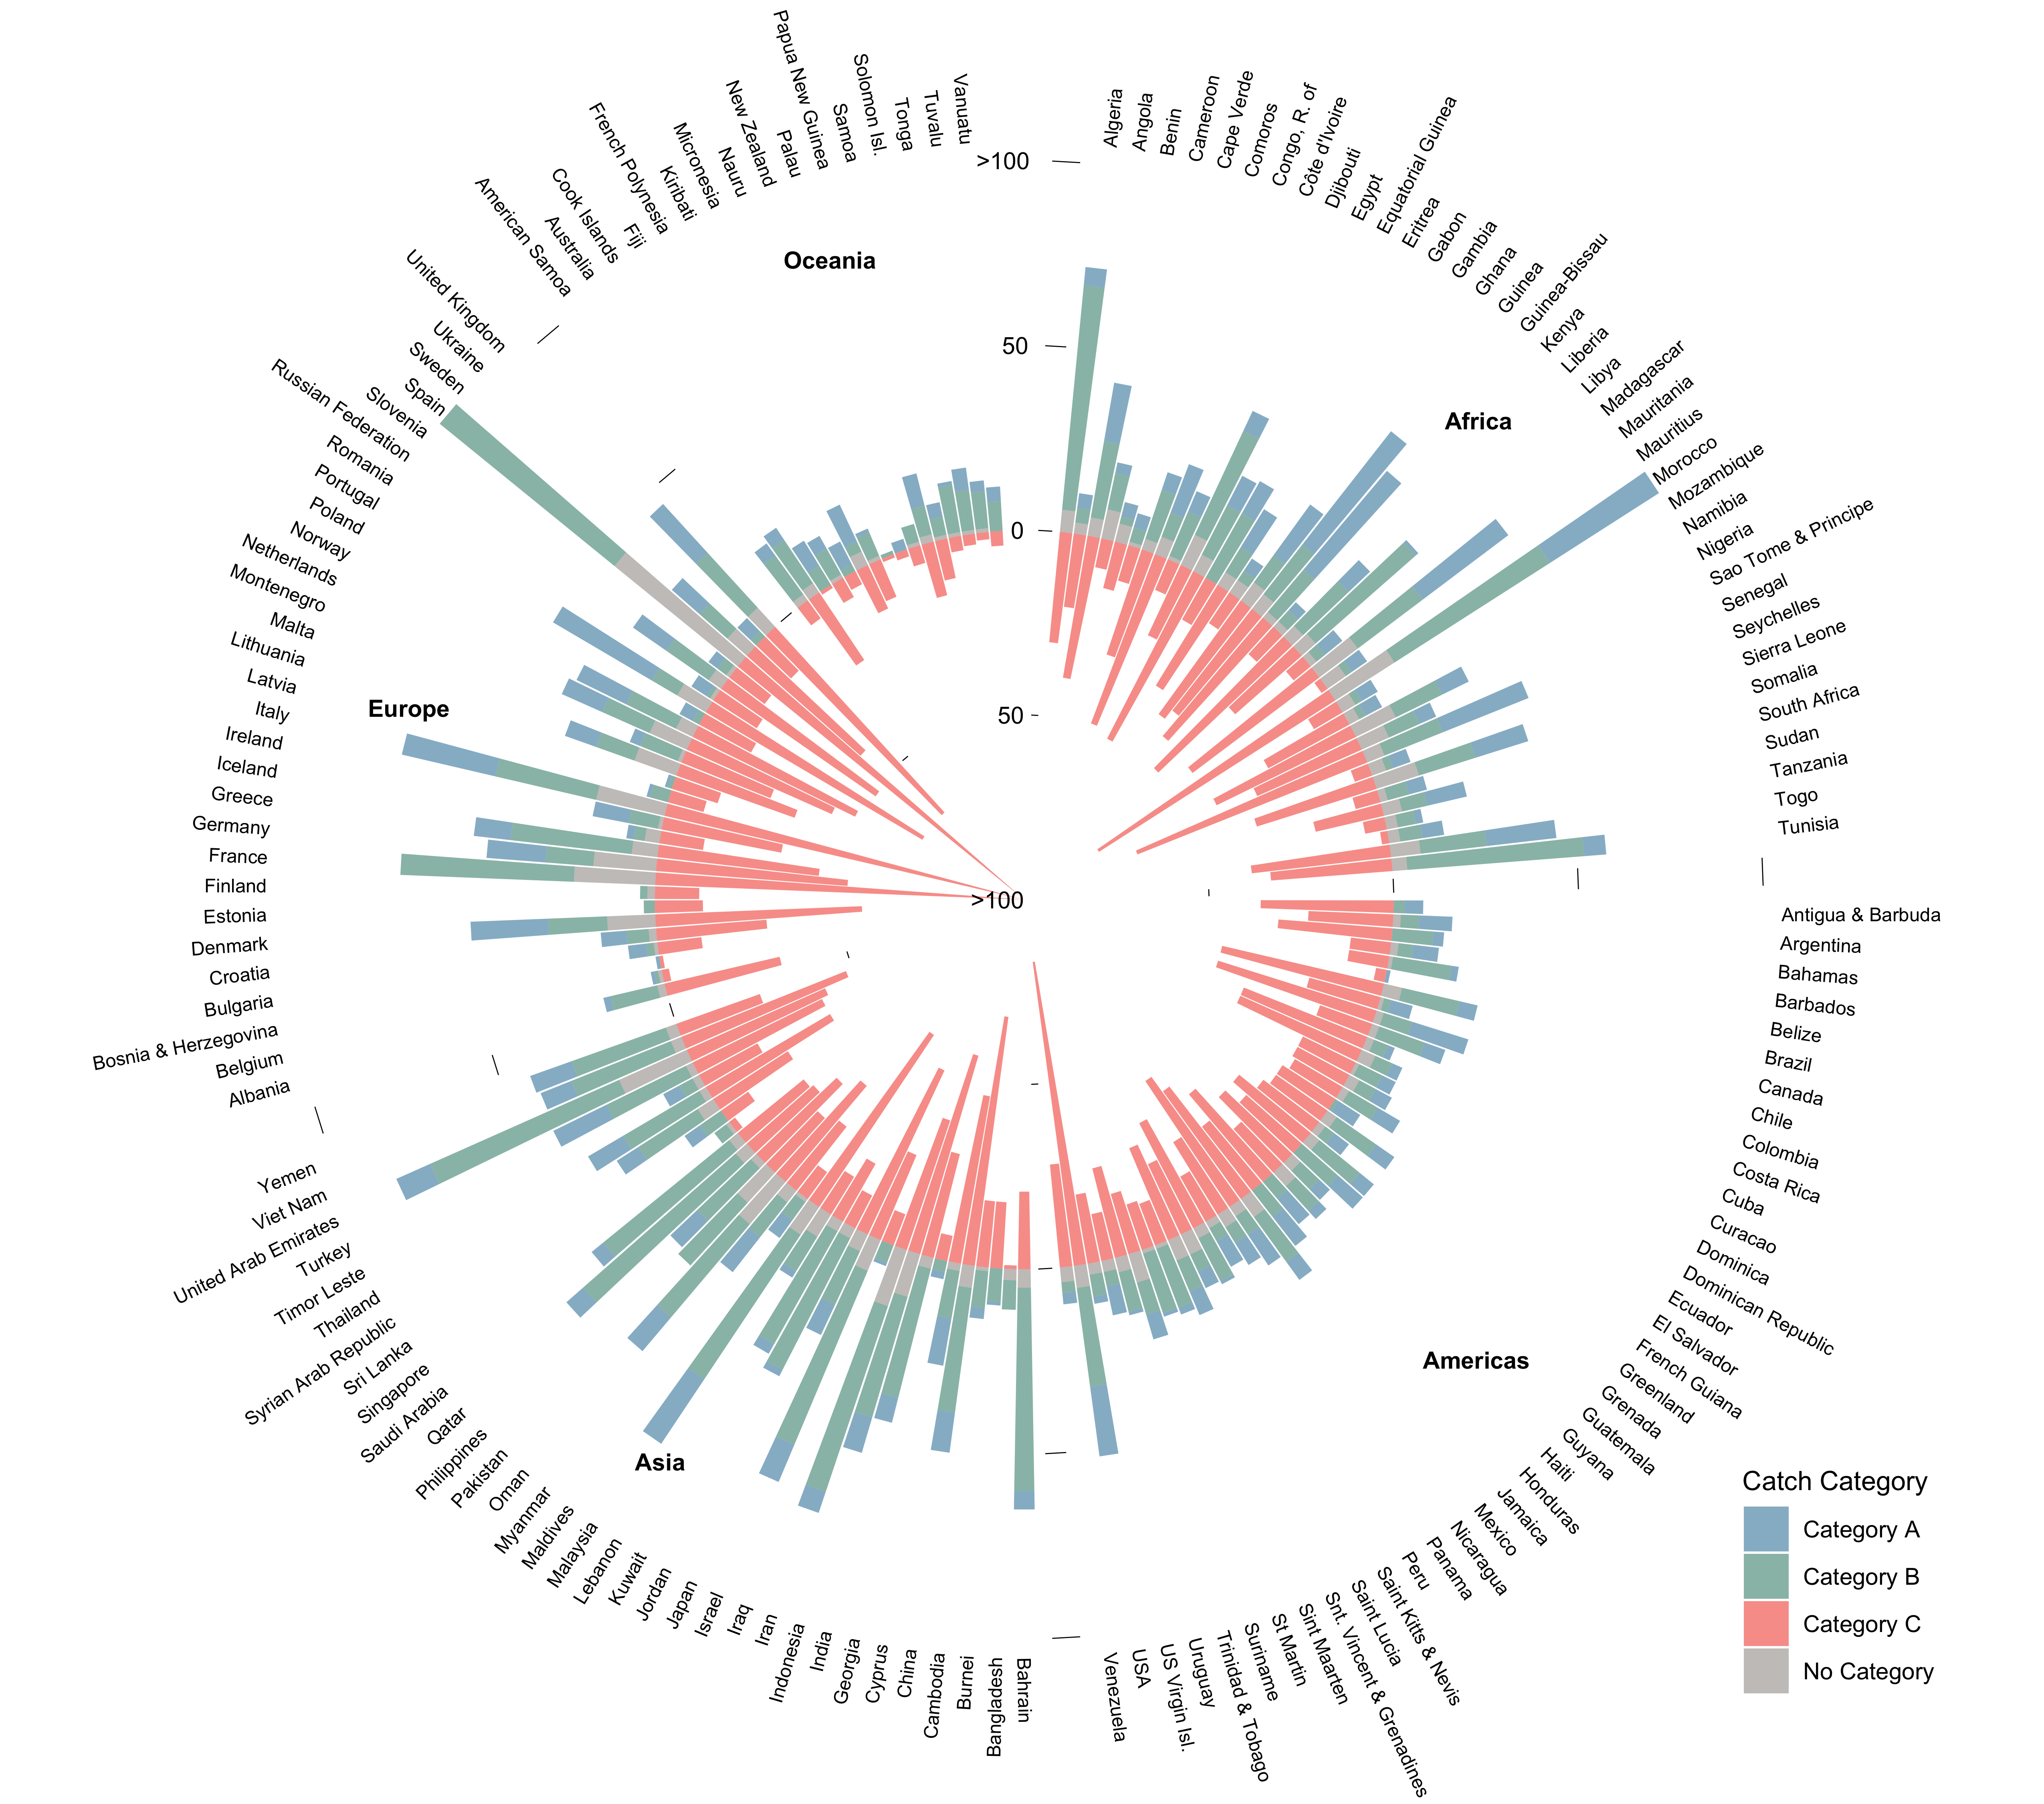 >100
50
0
50
>100
Africa
Algeria
Angola
Benin
Cameroon
Cape Verde
Comoros
Congo, R. of
Côte d'Ivoire
Djibouti
Egypt
Equatorial Guinea
Eritrea
Gabon
Gambia
Ghana
Guinea
Guinea-Bissau
Kenya
Liberia
Libya
Madagascar
Mauritania
Mauritius
Morocco
Mozambique
Namibia
Nigeria
Sao Tome & Principe
Senegal
Seychelles
Sierra Leone
Somalia
South Africa
Sudan
Tanzania
Togo
Tunisia
Americas
Antigua & Barbuda
Argentina
Bahamas
Barbados
Belize
Brazil
Canada
Chile
Colombia
Costa Rica
Cuba
Curacao
Dominica
Dominican Republic
Ecuador
El Salvador
French Guiana
Greenland
Grenada
Guatemala
Guyana
Haiti
Honduras
Jamaica
Mexico
Nicaragua
Panama
Peru
Saint Kitts & Nevis
Saint Lucia
Snt. Vincent & Grenadines
Sint Maarten
St Martin
Suriname
Trinidad & Tobago
Uruguay
US Virgin Isl.
USA
Venezuela
Asia
Bahrain
Bangladesh
Burnei
Cambodia
China
Cyprus
Georgia
India
Indonesia
Iran
Iraq
Israel
Japan
Jordan
Kuwait
Lebanon
Malaysia
Maldives
Myanmar
Oman
Pakistan
Philippines
Qatar
Saudi Arabia
Singapore
Sri Lanka
Syrian Arab Republic
Thailand
Timor Leste
Turkey
United Arab Emirates
Viet Nam
Yemen
Europe
Albania
Belgium
Bosnia & Herzegovina
Bulgaria
Croatia
Denmark
Estonia
Finland
France
Germany
Greece
Iceland
Ireland
Italy
Latvia
Lithuania
Malta
Montenegro
Netherlands
Norway
Poland
Portugal
Romania
Russian Federation
Slovenia
Spain
Sweden
Ukraine
United Kingdom
Oceania
American Samoa
Australia
Cook Islands
Fiji
French Polynesia
Kiribati
Micronesia
Nauru
New Zealand
Palau
Papua New Guinea
Samoa
Solomon Isl.
Tonga
Tuvalu
Vanuatu
Catch Category
Category A
Category B
Category C
No Category